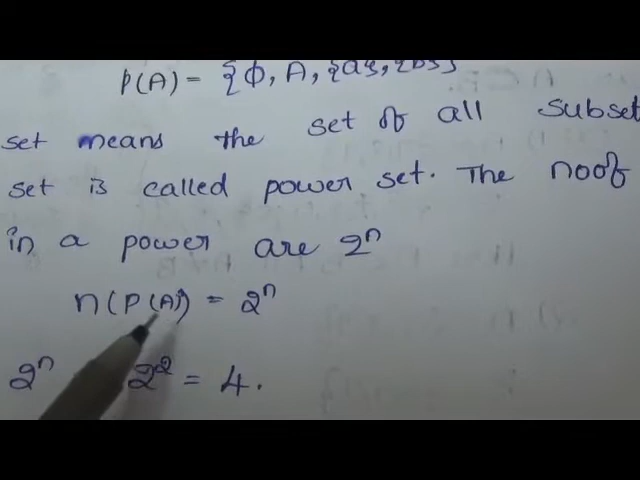 P(A) = {Φ, A, {a}, {b}}
set means the set of all subset
set is called power set. The noof
in a power are 2ⁿ
n(P(A)) = 2ⁿ
2ⁿ 2² = 4.